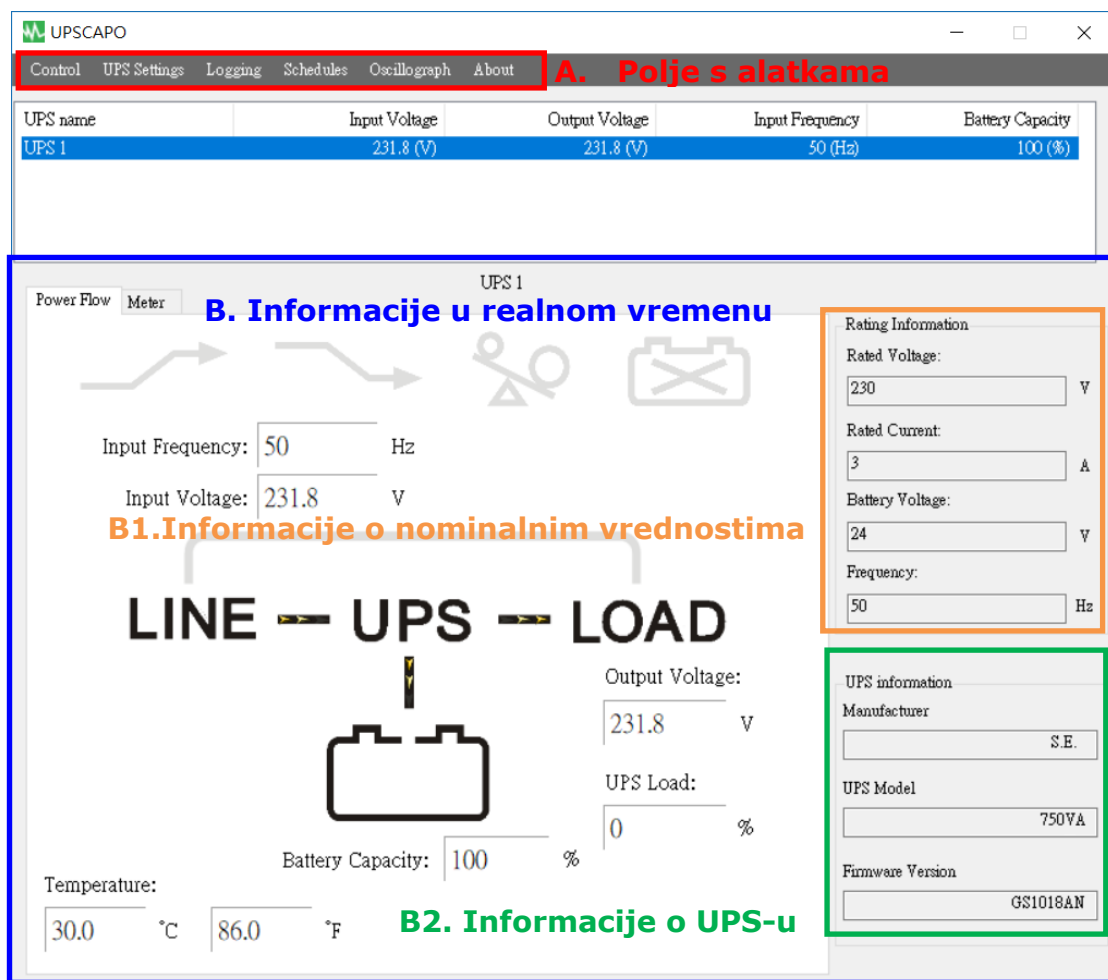 UPSCAPO
Control UPS Settings Logging Schedules Oscillograph About A. Polje s alatkama
UPS name Input Voltage Output Voltage Input Frequency Battery Capacity
UPS 1 231.8 (V) 231.8 (V) 50 (Hz) 100 (%)
UPS 1
Power Flow Meter
B. Informacije u realnom vremenu
Input Frequency: 50 Hz
Input Voltage: 231.8 V
B1.Informacije o nominalnim vrednostima
LINE UPS LOAD
Output Voltage:
231.8 V
UPS Load:
0 %
Battery Capacity: 100 %
Temperature:
30.0 °C 86.0 °F
B2. Informacije o UPS-u
Rating Information
Rated Voltage:
230 V
Rated Current:
3 A
Battery Voltage:
24 V
Frequency:
50 Hz
UPS information
Manufacturer
S.E.
UPS Model
750VA
Firmware Version
GS1018AN